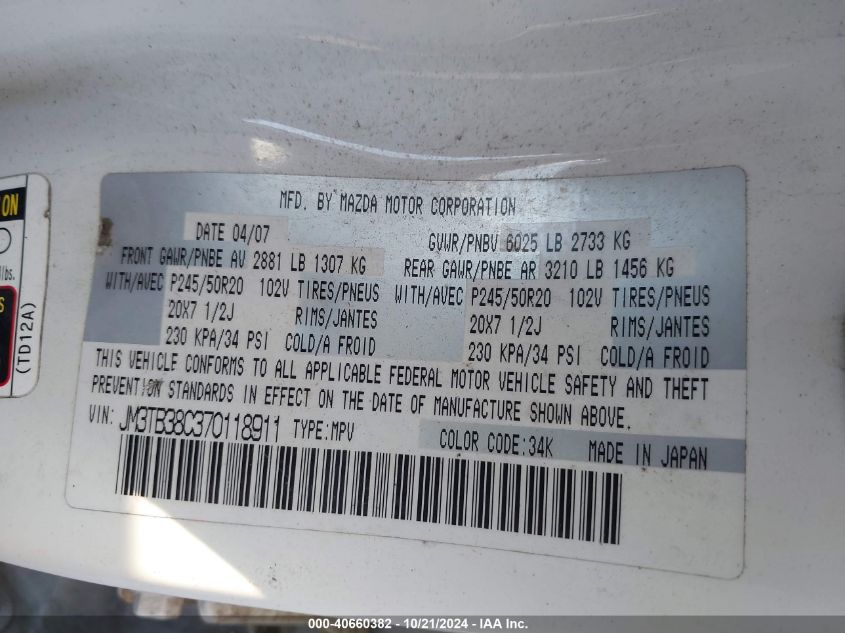 MFD. BY MAZDA MOTOR CORPORATION
DATE 04/07 GVWR/PNBV 6025 LB 2733 KG
FRONT GAWR/PNBE AV 2881 LB 1307 KG REAR GAWR/PNBE AR 3210 LB 1456 KG
WITH/AVEC P245/50R20 102V TIRES/PNEUS WITH/AVEC P245/50R20 102V TIRES/PNEUS
20X7 1/2J RIMS/JANTES 20X7 1/2J RIMS/JANTES
230 KPA/34 PSI COLD/A FROID 230 KPA/34 PSI COLD/A FROID
THIS VEHICLE CONFORMS TO ALL APPLICABLE FEDERAL MOTOR VEHICLE SAFETY AND THEFT
PREVENTION STANDARDS IN EFFECT ON THE DATE OF MANUFACTURE SHOWN ABOVE.
VIN: JM3TB38C370118911 TYPE:MPV COLOR CODE:34K MADE IN JAPAN
ON
lbs.
S
(TD12A)
000-40660382 - 10/21/2024 - IAA Inc.